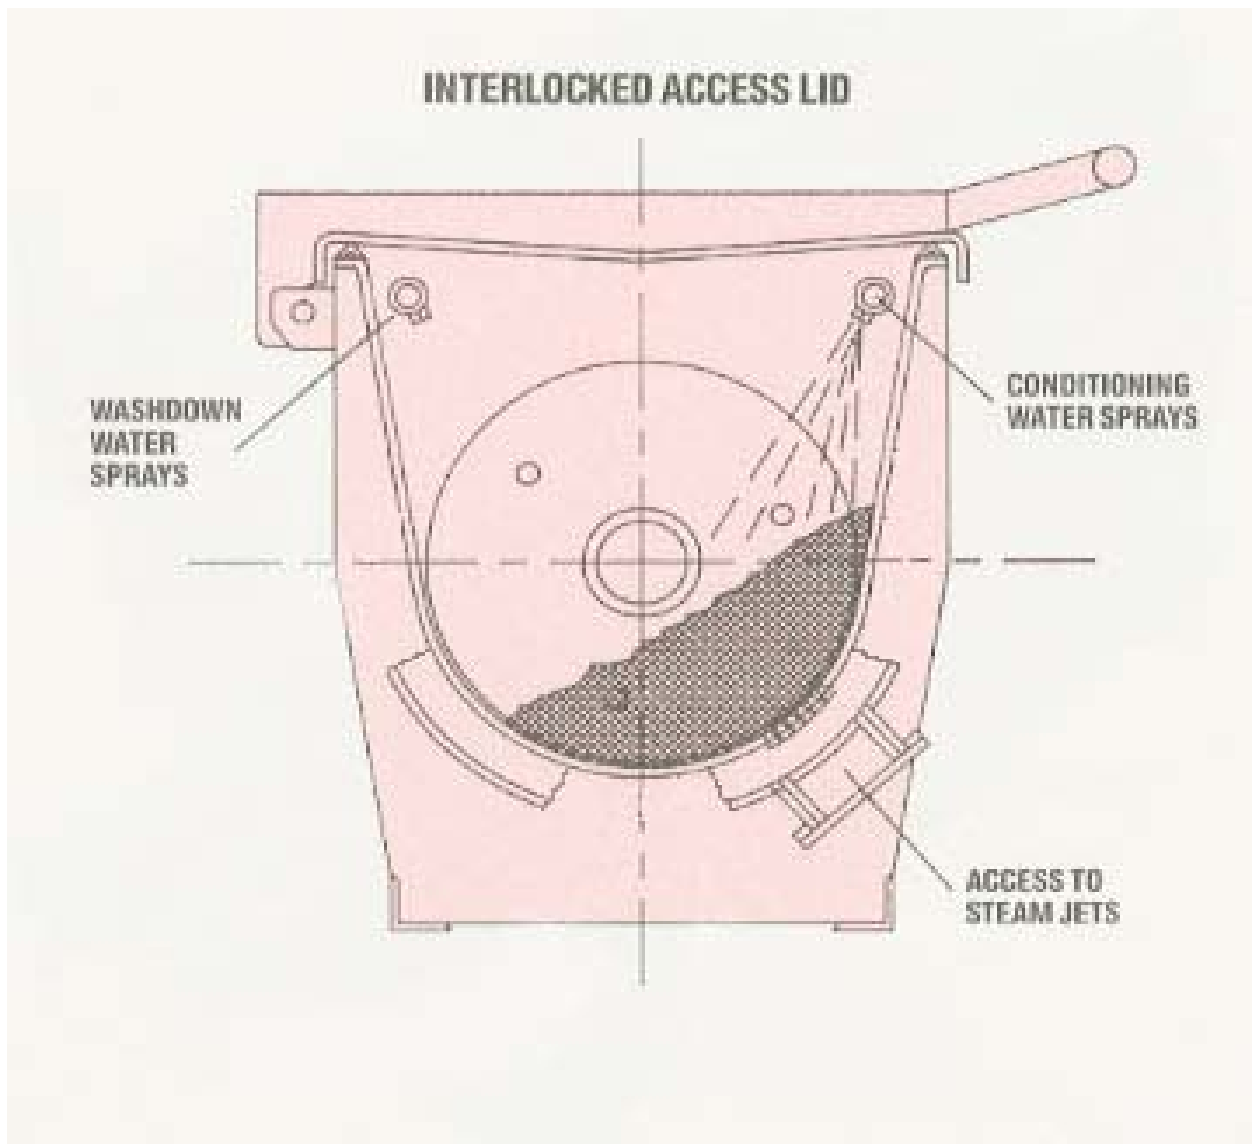 INTERLOCKED ACCESS LID
WASHDOWN
WATER
SPRAYS
CONDITIONING
WATER SPRAYS
ACCESS TO
STEAM JETS